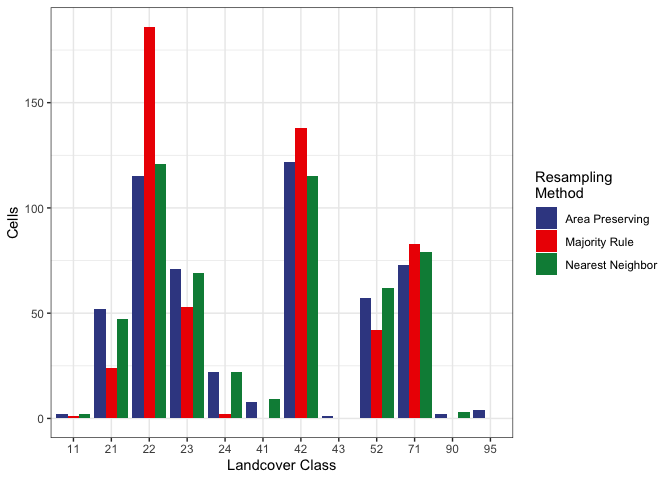 150
100
50
0
Cells
11 21 22 23 24 41 42 43 52 71 90 95
Landcover Class
Resampling
Method
Area Preserving
Majority Rule
Nearest Neighbor